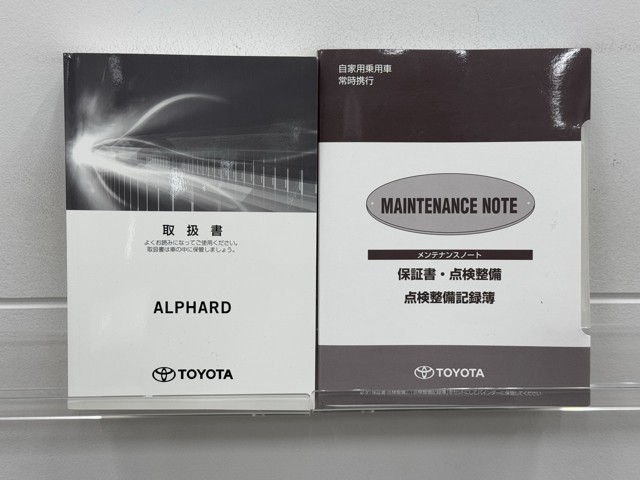 取扱書
よくお読みになってご使用ください。
取扱書は車の中に保管しましょう。
ALPHARD
TOYOTA
自家用乗用車
常時携行
MAINTENANCE NOTE
メンテナンスノート
保証書・点検整備
点検整備記録簿
TOYOTA